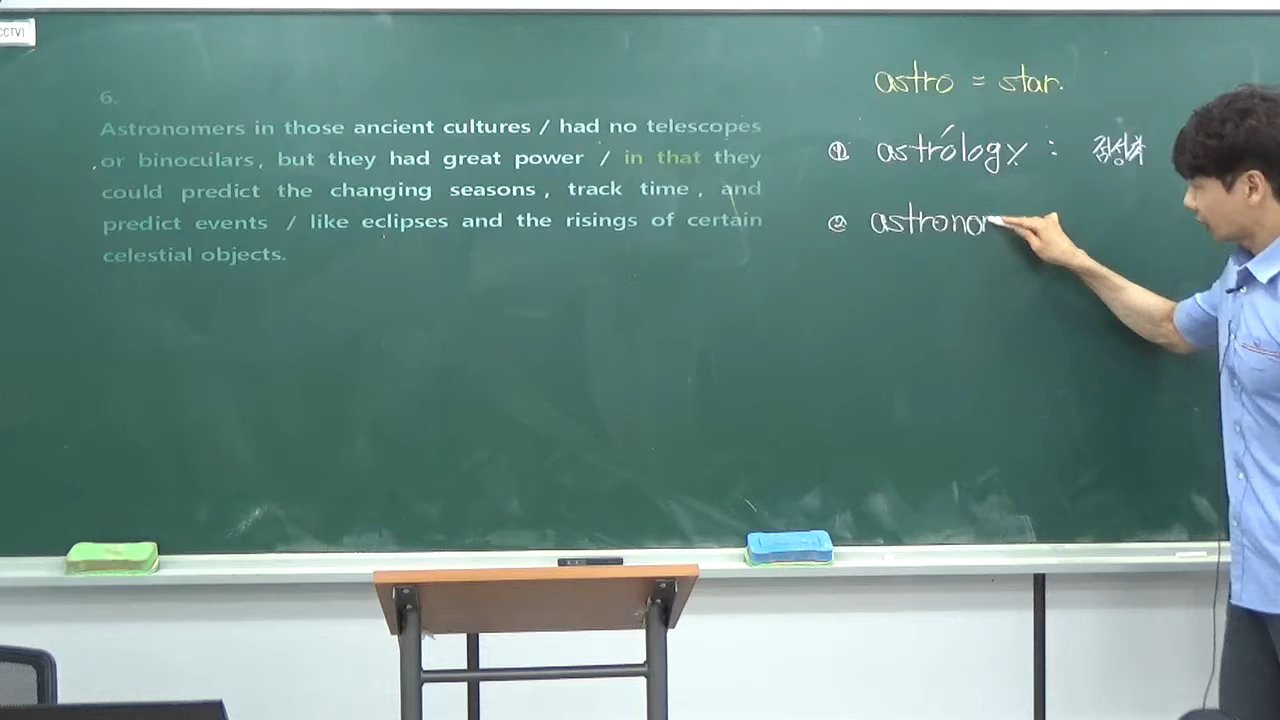 CCTV)
6.
Astronomers in those ancient cultures / had no telescopes
or binoculars, but they had great power / in that they
could predict the changing seasons, track time, and
predict events / like eclipses and the risings of certain
celestial objects.
astro = star.
① astrology : 점성술
② astronom